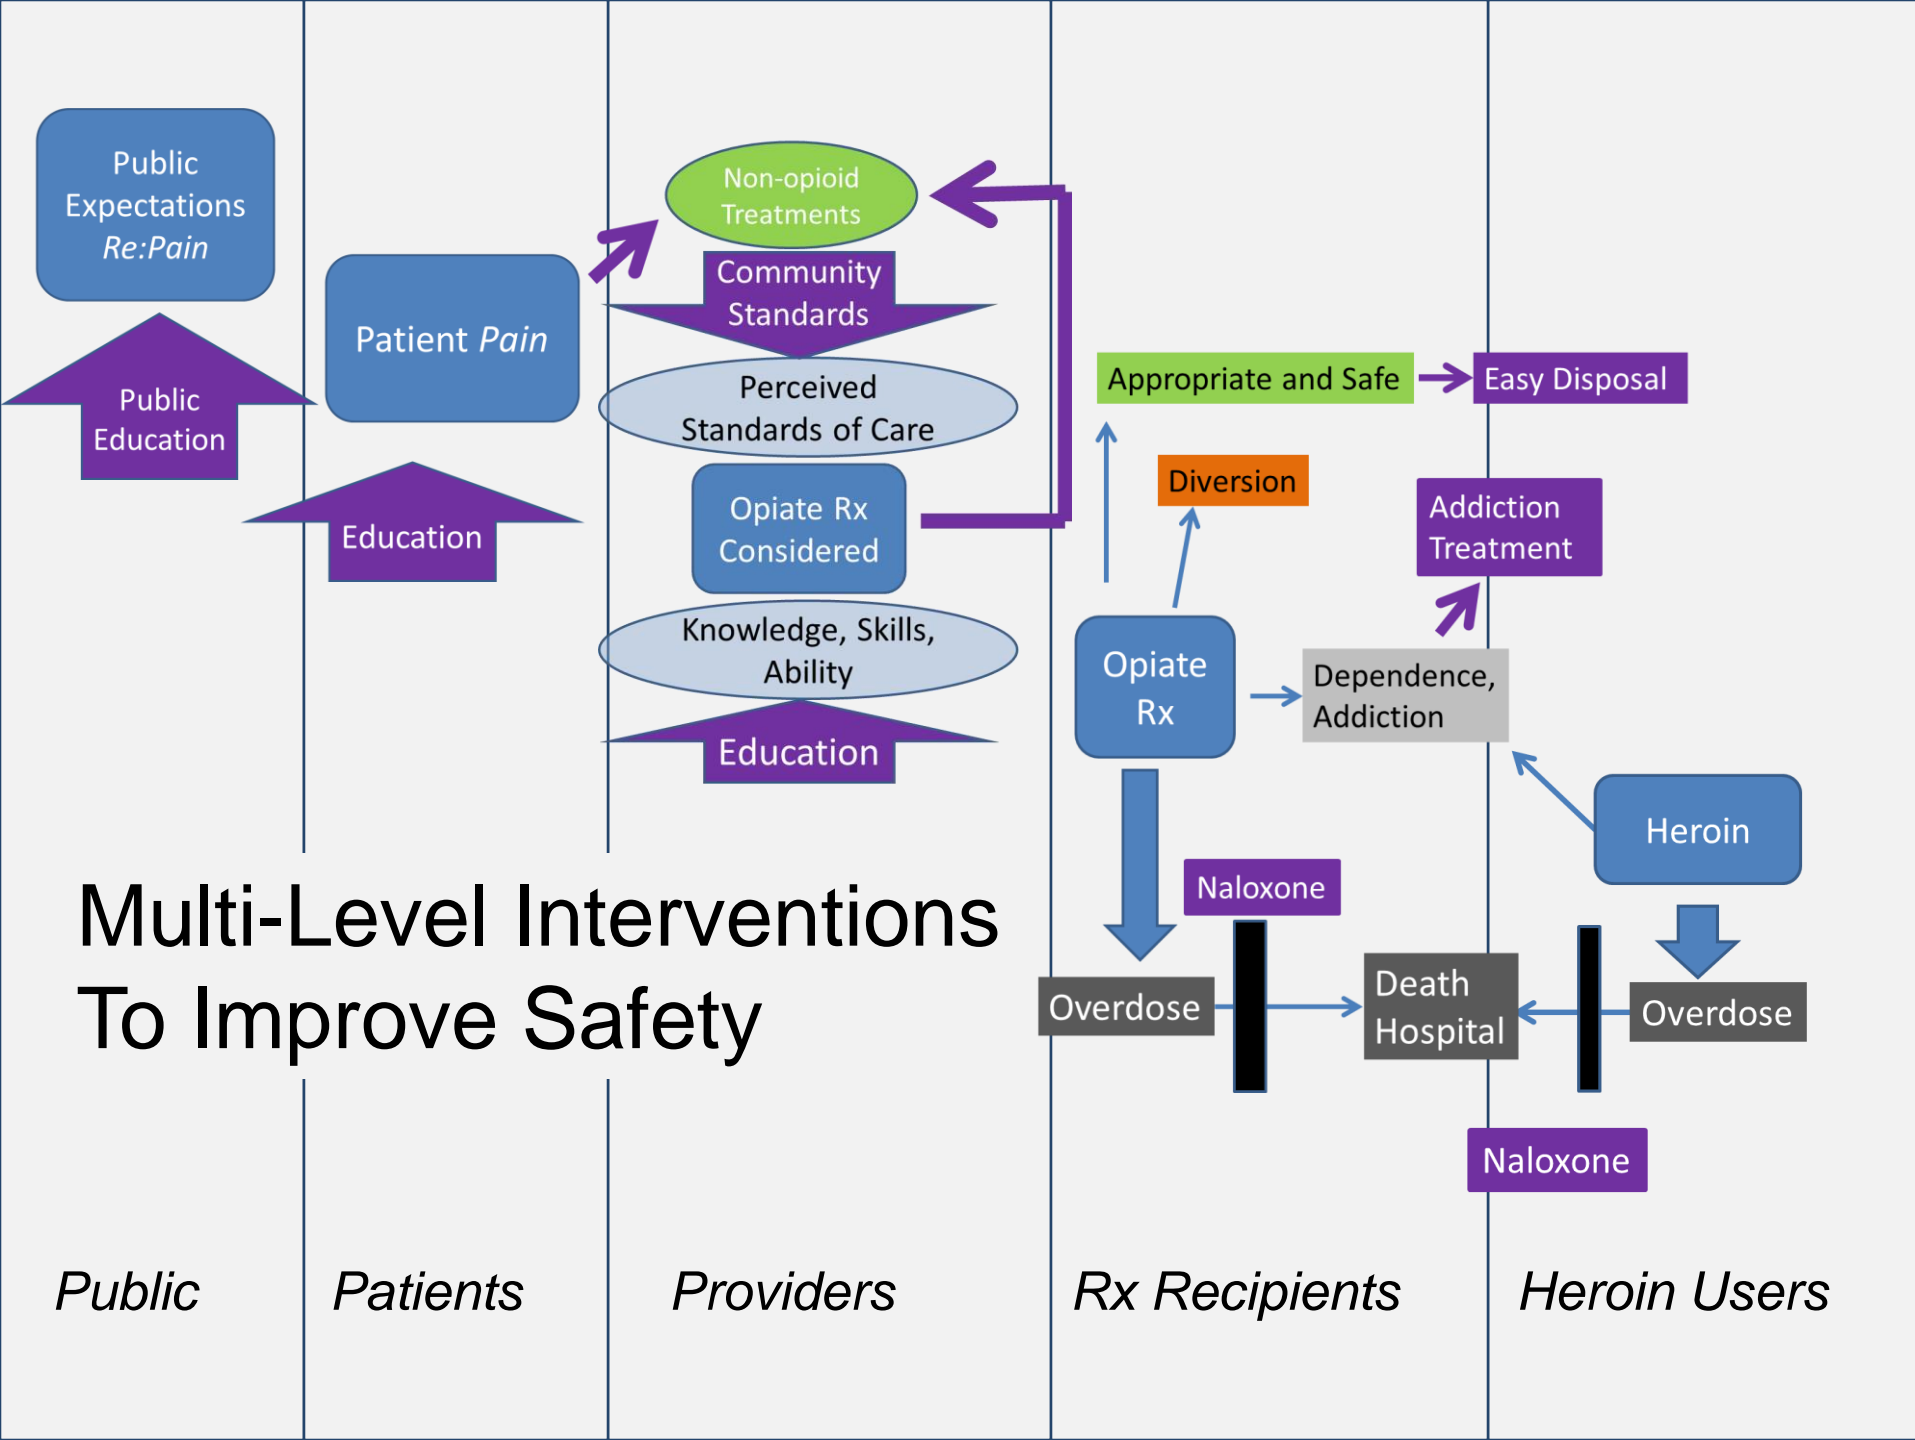 Public
Expectations
Re:Pain
Public
Education
Patient Pain
Education
Non-opioid
Treatments
Community
Standards
Perceived
Standards of Care
Opiate Rx
Considered
Knowledge, Skills,
Ability
Education
Appropriate and Safe
Easy Disposal
Diversion
Addiction
Treatment
Opiate
Rx
Dependence,
Addiction
Heroin
Naloxone
Overdose
Death
Hospital
Overdose
Naloxone
Multi-Level Interventions
To Improve Safety
Public
Patients
Providers
Rx Recipients
Heroin Users